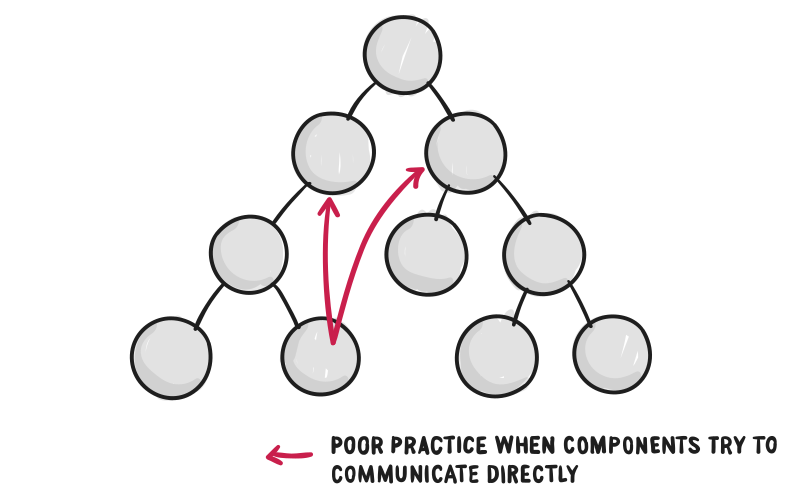 POOR PRACTICE WHEN COMPONENTS TRY TO
COMMUNICATE DIRECTLY